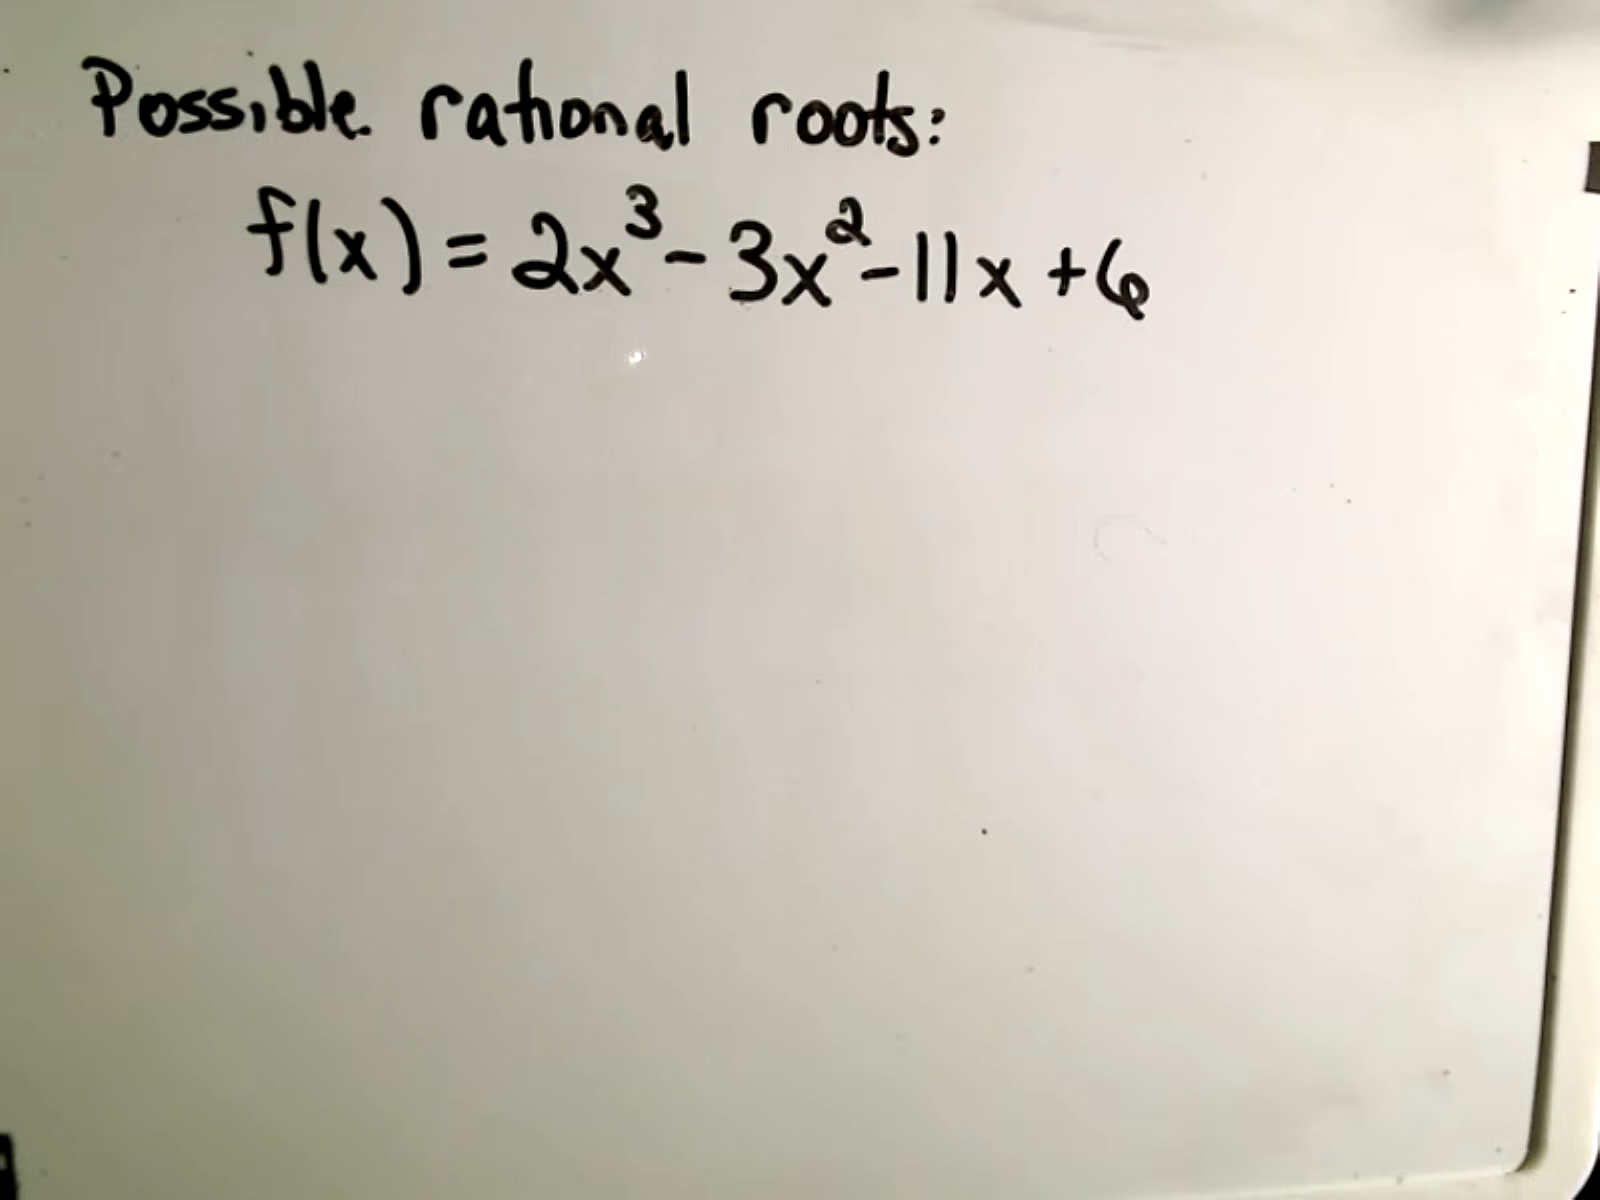 Possible rational roots:
f(x) = 2x³ - 3x² - 11x + 6